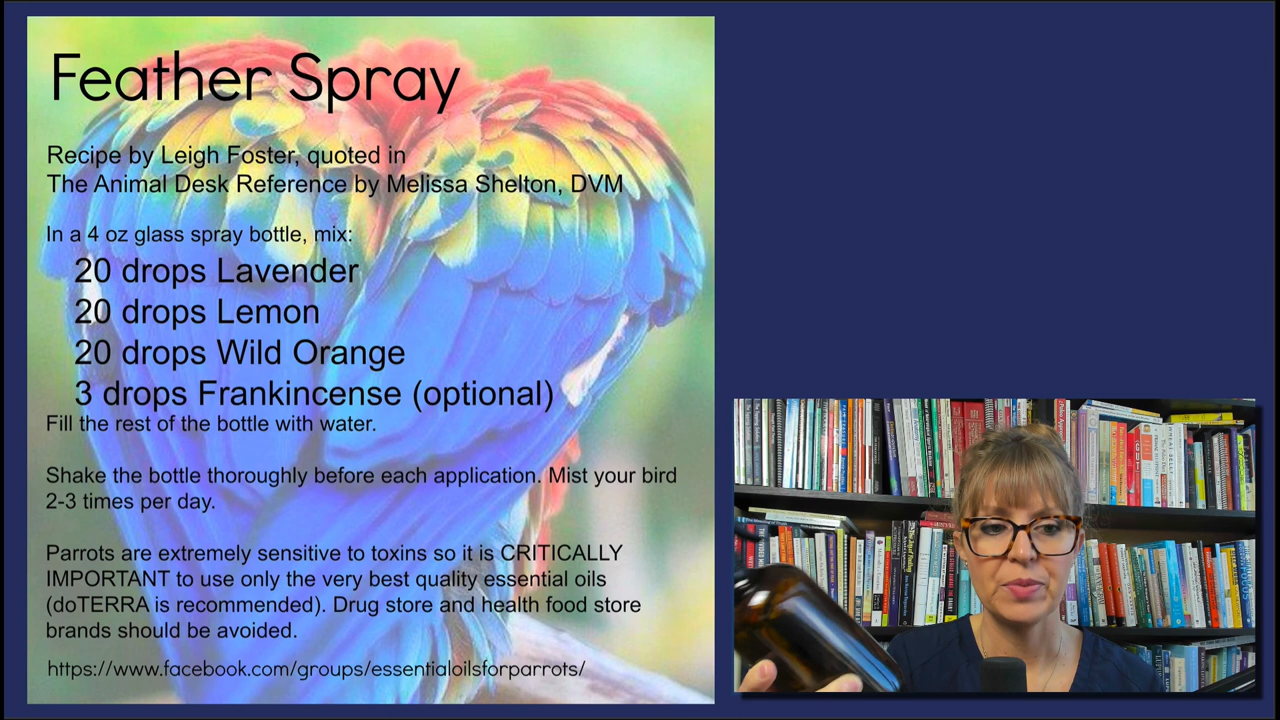 Feather Spray
Recipe by Leigh Foster, quoted in
The Animal Desk Reference by Melissa Shelton, DVM
In a 4 oz glass spray bottle, mix:
20 drops Lavender
20 drops Lemon
20 drops Wild Orange
3 drops Frankincense (optional)
Fill the rest of the bottle with water.
Shake the bottle thoroughly before each application. Mist your bird
2-3 times per day.
Parrots are extremely sensitive to toxins so it is CRITICALLY
IMPORTANT to use only the very best quality essential oils
(doTERRA is recommended). Drug store and health food store
brands should be avoided.
https://www.facebook.com/groups/essentialoilsforparrots/